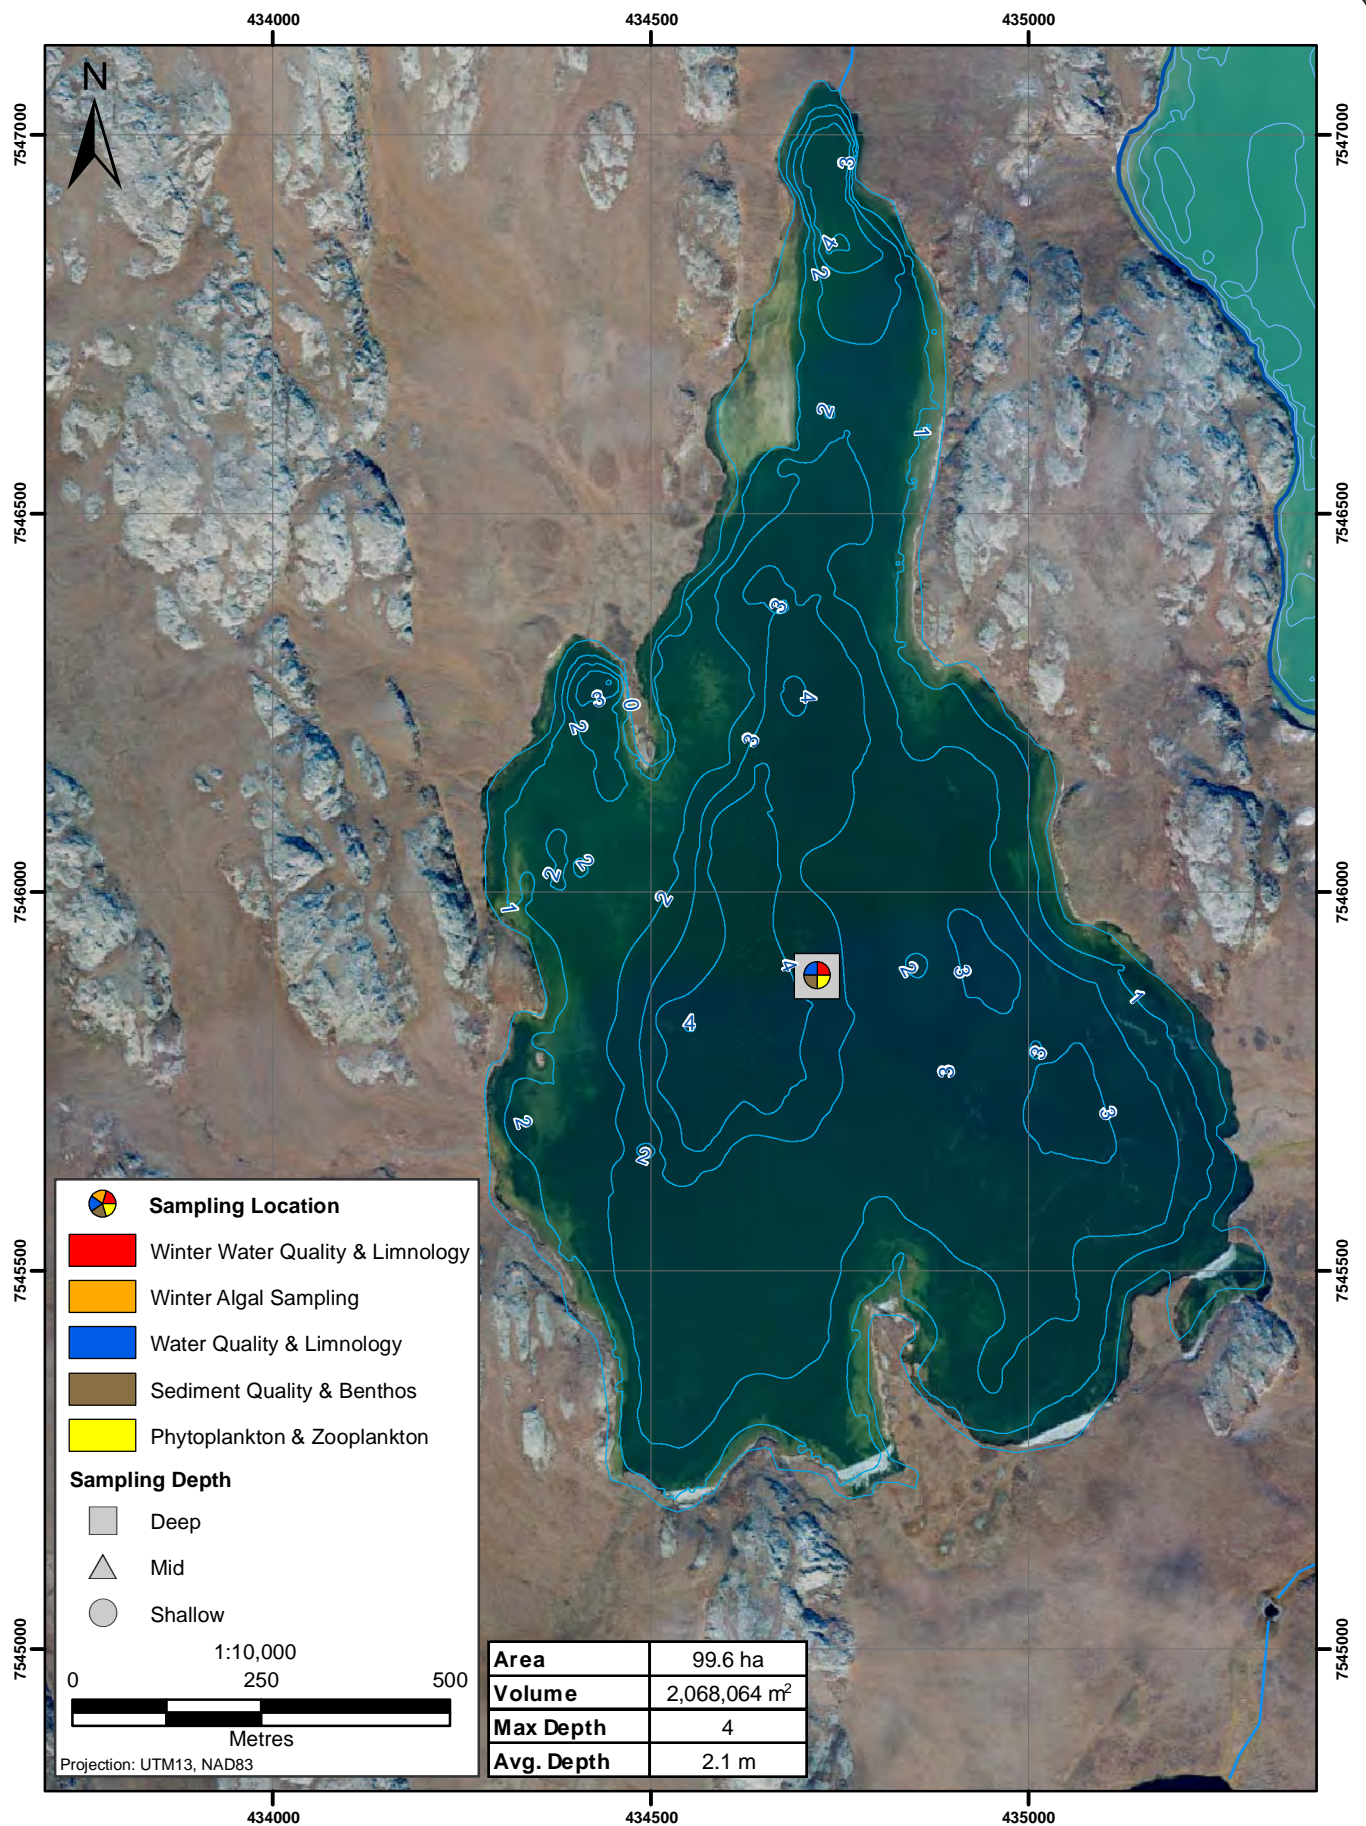 434000 434500 435000
N
7547000 7547000
3
4
2
2
1
7546500 7546500
3
4
3
0
2
3
2
2
1
2
7546000 7546000
4
2
3
1
4
3
3
3
2
2
Sampling Location
Winter Water Quality & Limnology
Winter Algal Sampling
Water Quality & Limnology
Sediment Quality & Benthos
Phytoplankton & Zooplankton
Sampling Depth
Deep
Mid
Shallow
1:10,000
0 250 500
Metres
Projection: UTM13, NAD83
7545500 7545500
7545000 7545000
Area 99.6 ha
Volume 2,068,064 m²
Max Depth 4
Avg. Depth 2.1 m
434000 434500 435000